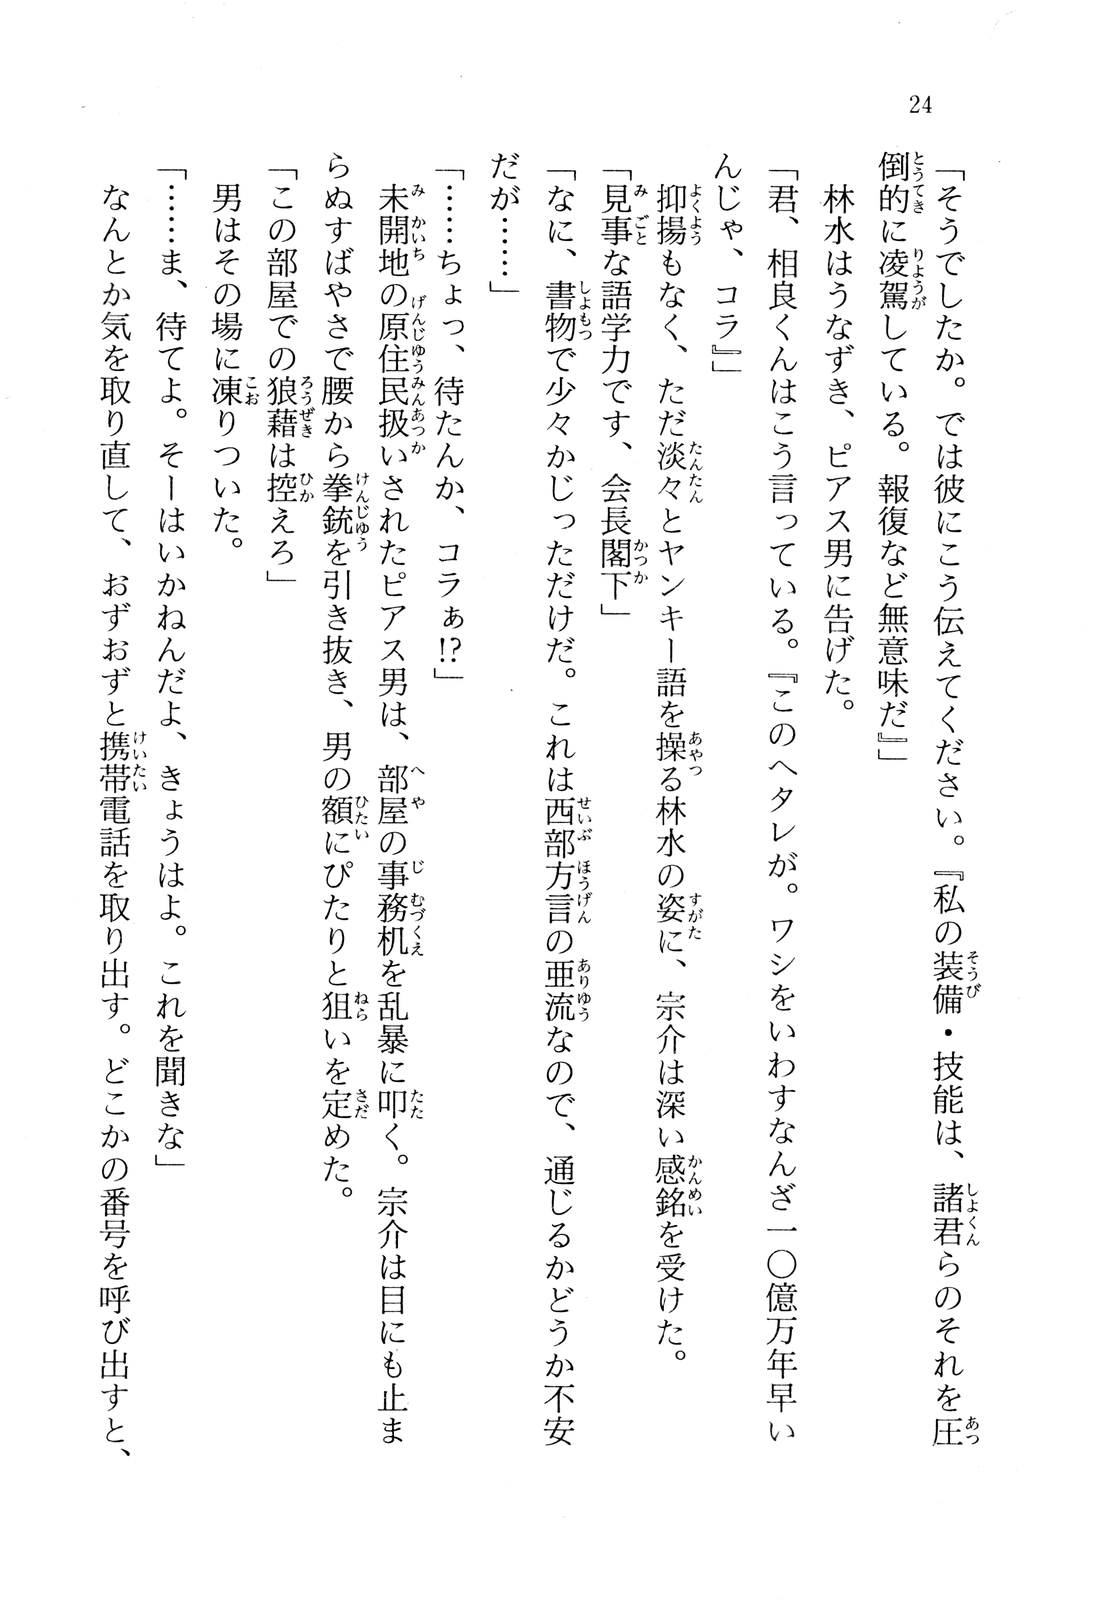 24
「そうでしたか。では彼にこう伝えてください。『私の装備・技能は、諸君らのそれを圧
倒的に凌駕している。報復など無意味だ』」
　林水はうなずき、ピアス男に告げた。
「君、相良くんはこう言っている。『このヘタレが。ワシをいわすなんざ一〇億万年早い
んじゃ、コラ』」
　抑揚もなく、ただ淡々とヤンキー語を操る林水の姿に、宗介は深い感銘を受けた。
「見事な語学力です、会長閣下」
「なに、書物で少々かじっただけだ。これは西部方言の亜流なので、通じるかどうか不安
だが……」
「……ちょっ、待たんか、コラぁ!?」
　未開地の原住民扱いされたピアス男は、部屋の事務机を乱暴に叩く。宗介は目にも止ま
らぬすばやさで腰から拳銃を引き抜き、男の額にぴたりと狙いを定めた。
「この部屋での狼藉は控えろ」
　男はその場に凍りついた。
「……ま、待てよ。そーはいかねんだよ、きょうはよ。これを聞きな」
　なんとか気を取り直して、おずおずと携帯電話を取り出す。どこかの番号を呼び出すと、